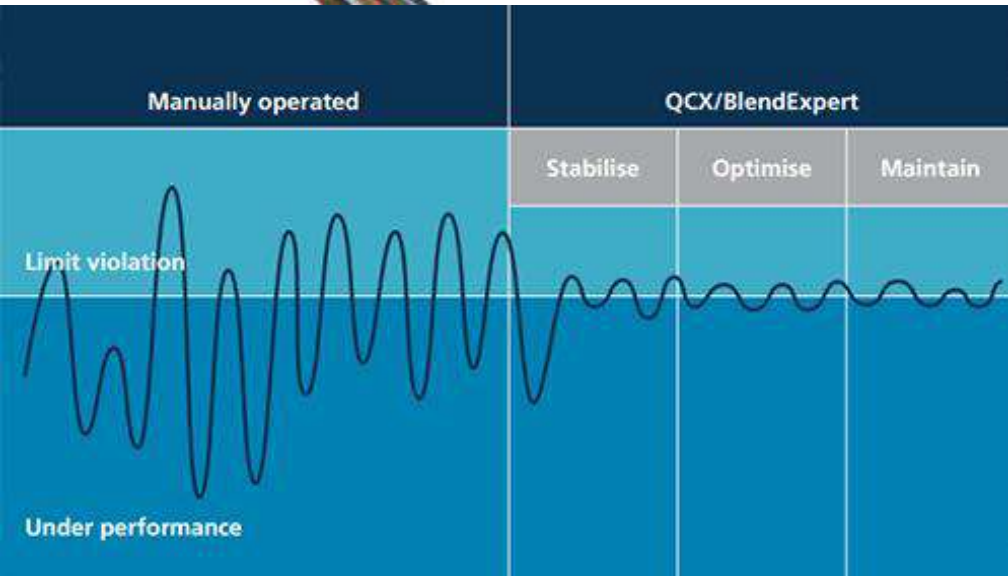 Manually operated
QCX/BlendExpert
Stabilise
Optimise
Maintain
Limit violation
Under performance